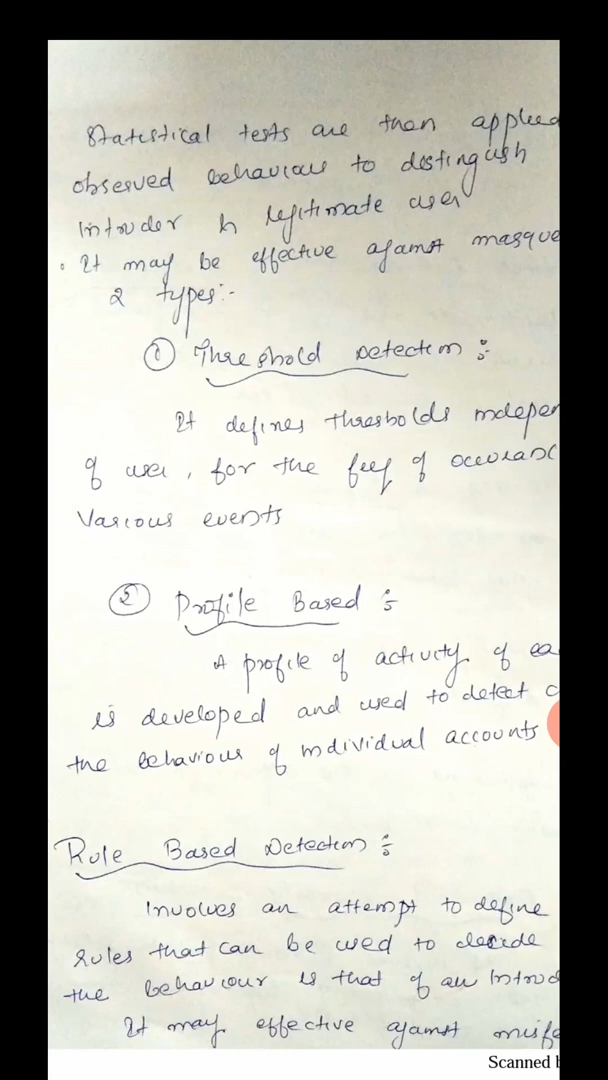 Statistical tests are then applied
observed behaviour to distinguish
intruder & legitimate user
• It may be effective against masque
2 types:-
① Threshold Detection :-
It defines thresholds indepen
of user, for the freq of occuranc
Various events
② Profile Based :-
A profile of activity of ea
is developed and used to detect c
the behaviour of individual accounts
Rule Based Detection :-
Involves an attempt to define
rules that can be used to decide
the behaviour is that of an Introd
It may effective against misfe
Scanned b